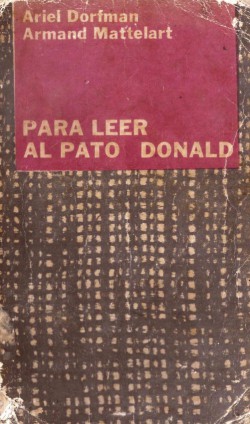 Ariel Dorfman
Armand Mattelart
PARA LEER
AL PATO DONALD